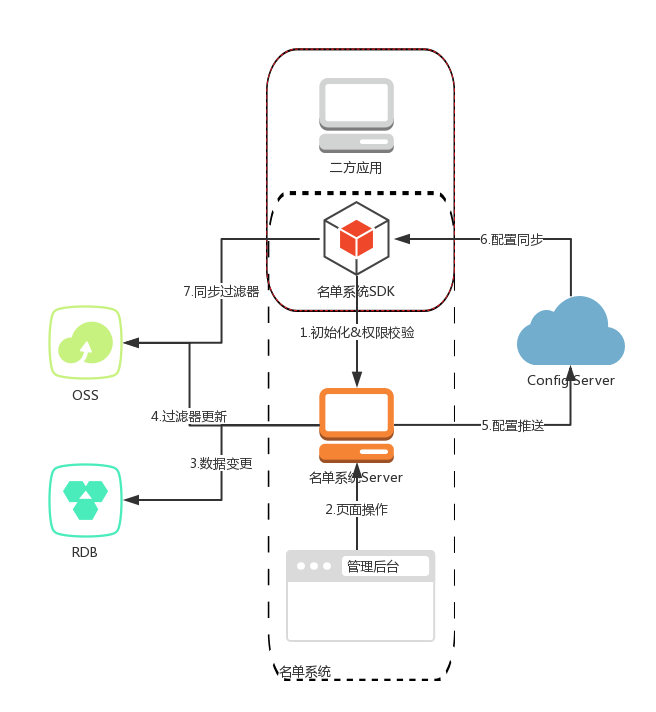 二方应用
6.配置同步
7.同步过滤器
名单系统SDK
1.初始化&权限校验
Config Server
OSS
4.过滤器更新
5.配置推送
3.数据变更
名单系统Server
2.页面操作
RDB
管理后台
名单系统